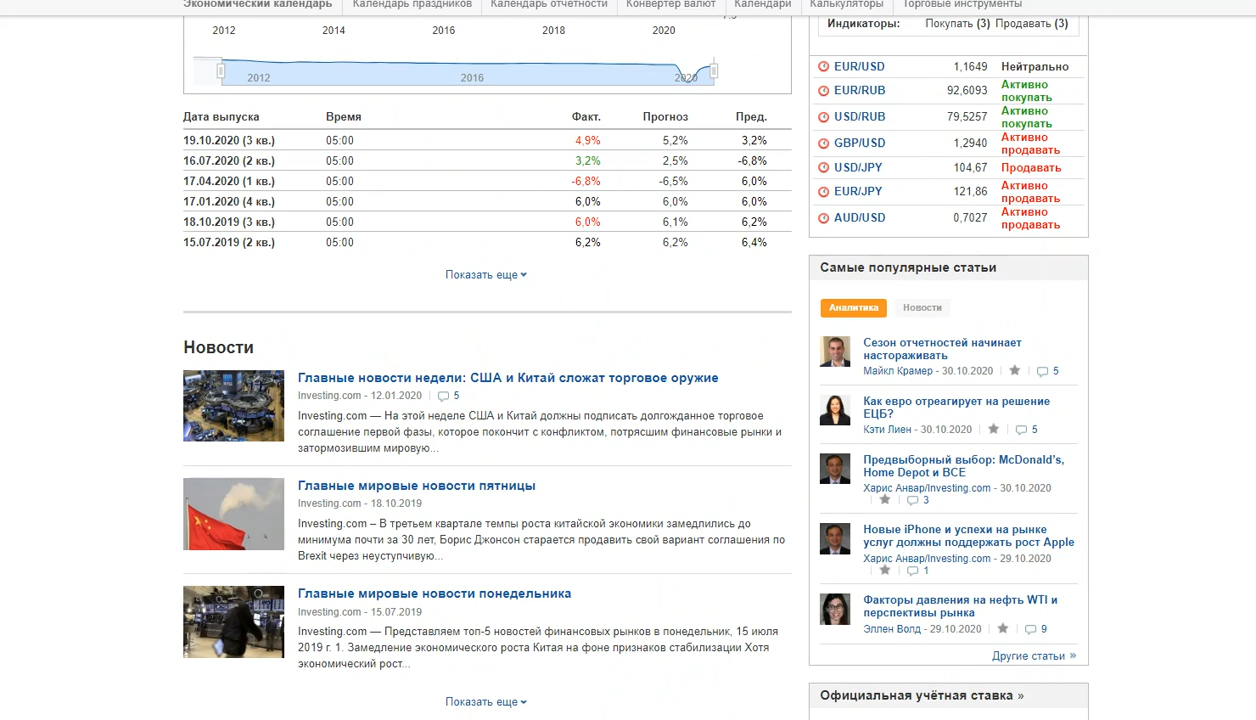 Экономический календарь Календарь праздников Календарь отчетности Конвертер валют Календари Калькуляторы Торговые инструменты
2012 2014 2016 2018 2020
2012 2016 2020
Дата выпуска Время Факт. Прогноз Пред.
19.10.2020 (3 кв.) 05:00 4,9% 5,2% 3,2%
16.07.2020 (2 кв.) 05:00 3,2% 2,5% -6,8%
17.04.2020 (1 кв.) 05:00 -6,8% -6,5% 6,0%
17.01.2020 (4 кв.) 05:00 6,0% 6,0% 6,0%
18.10.2019 (3 кв.) 05:00 6,0% 6,1% 6,2%
15.07.2019 (2 кв.) 05:00 6,2% 6,2% 6,4%
Показать еще
Новости
Главные новости недели: США и Китай сложат торговое оружие
Investing.com - 12.01.2020 | 5
Investing.com — На этой неделе США и Китай должны подписать долгожданное торговое
соглашение первой фазы, которое покончит с конфликтом, потрясшим финансовые рынки и
затормозившим мировую...
Главные мировые новости пятницы
Investing.com - 18.10.2019
Investing.com – В третьем квартале темпы роста китайской экономики замедлились до
минимума почти за 30 лет, Борис Джонсон старается продавить свой вариант соглашения по
Brexit через неуступчивую...
Главные мировые новости понедельника
Investing.com - 15.07.2019
Investing.com — Представляем топ-5 новостей финансовых рынков в понедельник, 15 июля
2019 г. 1. Замедление экономического роста Китая на фоне признаков стабилизации Хотя
экономический рост...
Показать еще
Индикаторы: Покупать (3) Продавать (3)
EUR/USD 1,1649 Нейтрально
EUR/RUB 92,6093 Активно
покупать
USD/RUB 79,5257 Активно
покупать
GBP/USD 1,2940 Активно
продавать
USD/JPY 104,67 Продавать
EUR/JPY 121,86 Активно
продавать
AUD/USD 0,7027 Активно
продавать
Самые популярные статьи
Аналитика Новости
Сезон отчетностей начинает
настораживать
Майкл Крамер - 30.10.2020 | 5
Как евро отреагирует на решение
ЕЦБ?
Кэти Лиен - 30.10.2020 | 5
Предвыборный выбор: McDonald's,
Home Depot и BCE
Харис Анвар/Investing.com - 30.10.2020
| 3
Новые iPhone и успехи на рынке
услуг должны поддержать рост Apple
Харис Анвар/Investing.com - 29.10.2020
| 1
Факторы давления на нефть WTI и
перспективы рынка
Эллен Волд - 29.10.2020 | 9
Другие статьи »
Официальная учётная ставка »